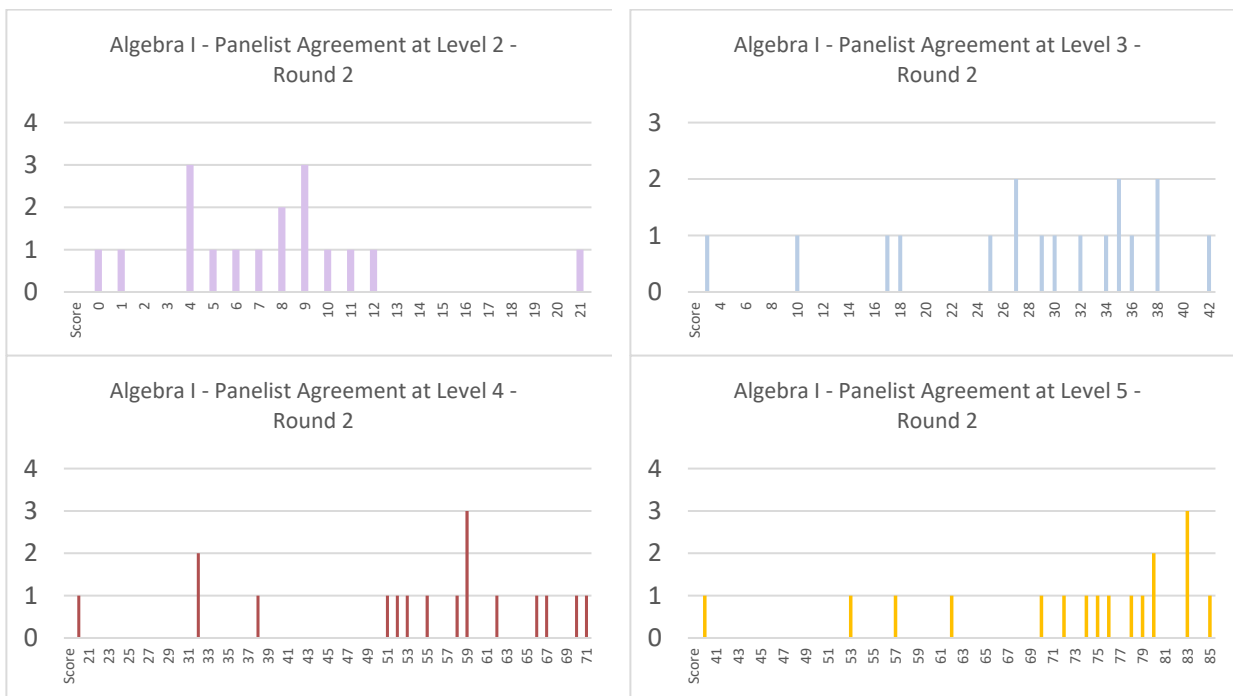 Algebra I - Panelist Agreement at Level 2 -
Round 2
4
3
2
1
0
Score 0 1 2 3 4 5 6 7 8 9 10 11 12 13 14 15 16 17 18 19 20 21
Algebra I - Panelist Agreement at Level 3 -
Round 2
3
2
1
0
Score 4 6 8 10 12 14 16 18 20 22 24 26 28 30 32 34 36 38 40 42
Algebra I - Panelist Agreement at Level 4 -
Round 2
4
3
2
1
0
Score 21 23 25 27 29 31 33 35 37 39 41 43 45 47 49 51 53 55 57 59 61 63 65 67 69 71
Algebra I - Panelist Agreement at Level 5 -
Round 2
4
3
2
1
0
Score 41 43 45 47 49 51 53 55 57 59 61 63 65 67 69 71 73 75 77 79 81 83 85